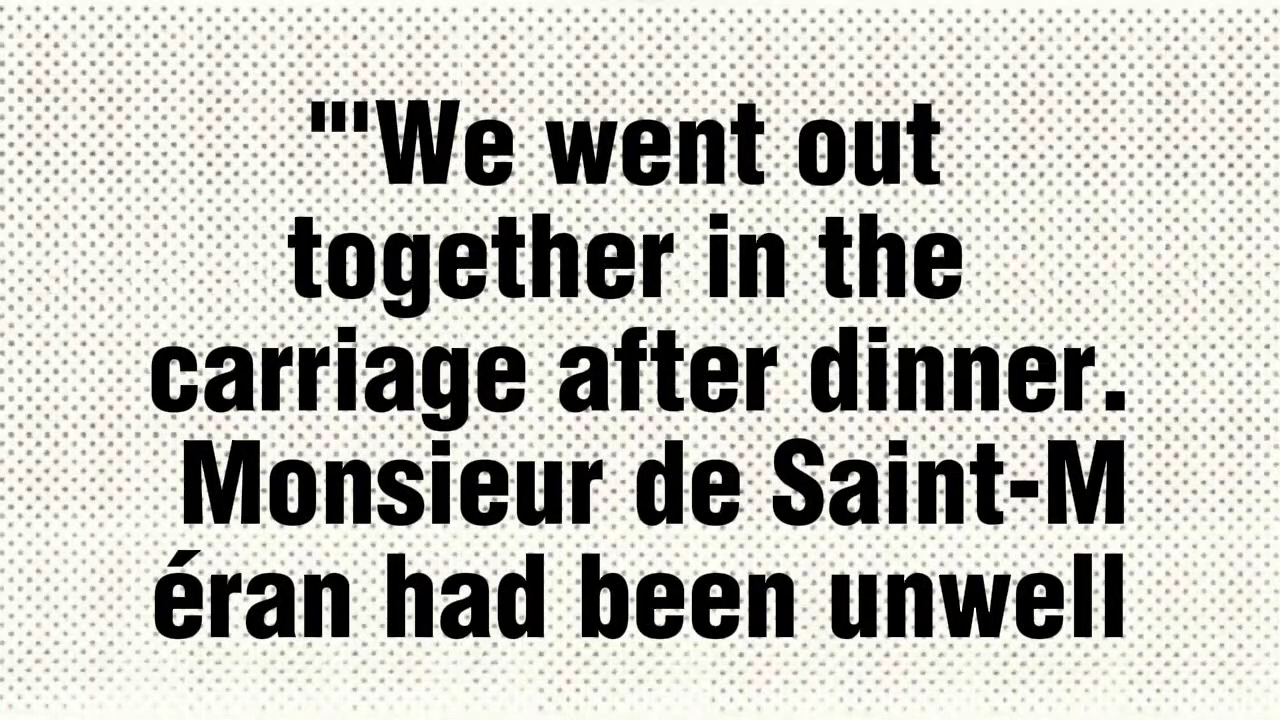 "'We went out
together in the
carriage after dinner.
Monsieur de Saint-M
éran had been unwell